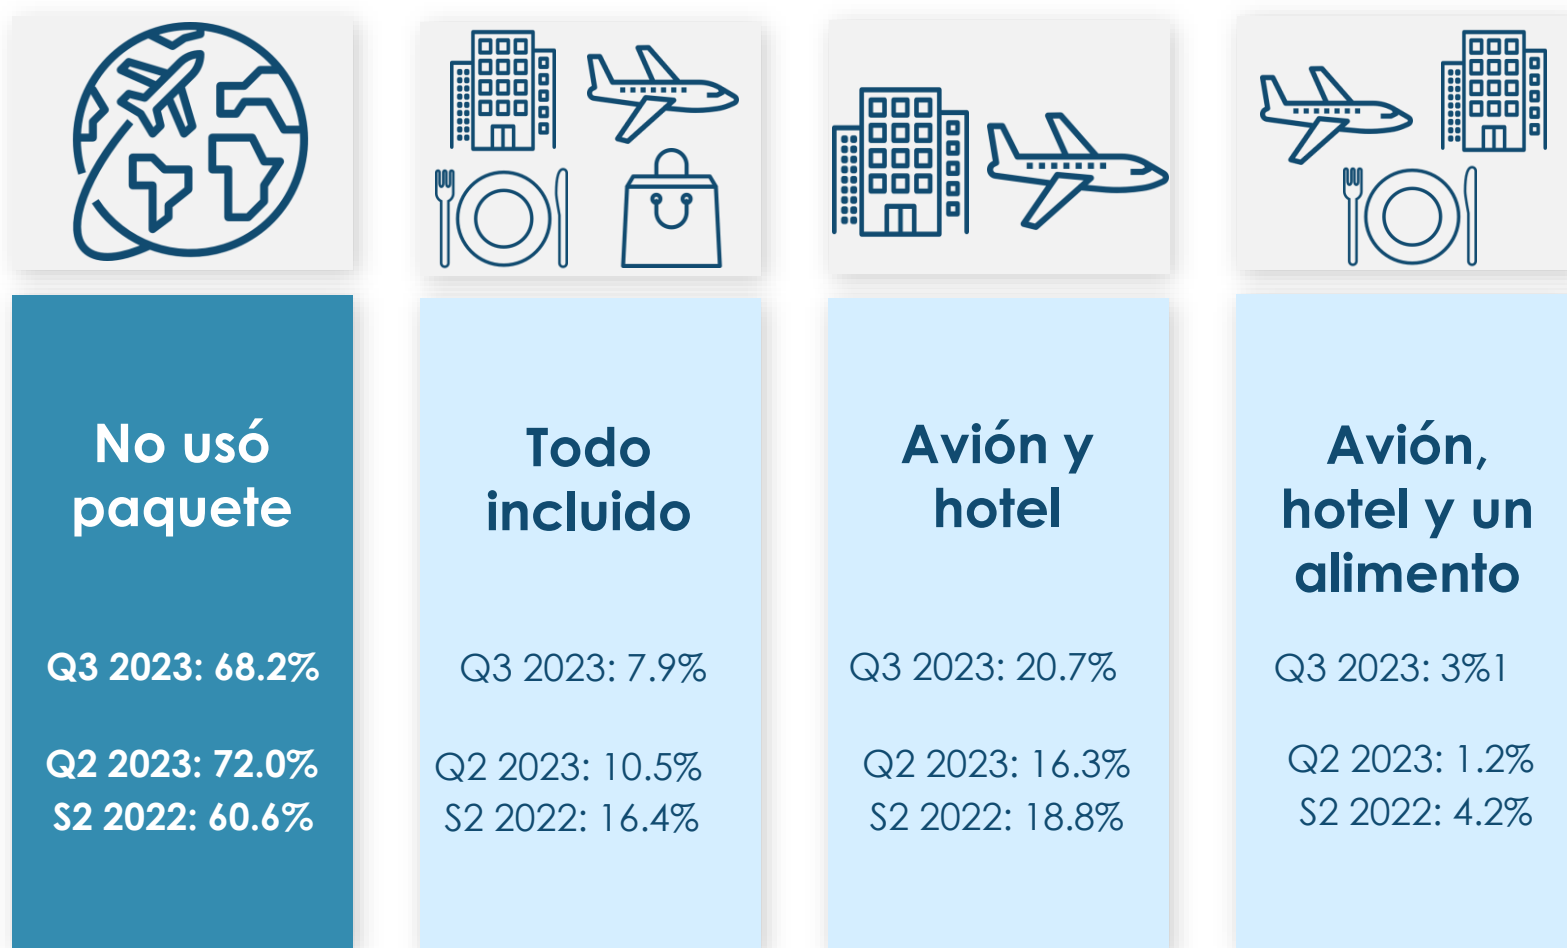 No usó
paquete
Q3 2023: 68.2%
Q2 2023: 72.0%
S2 2022: 60.6%
Todo
incluido
Q3 2023: 7.9%
Q2 2023: 10.5%
S2 2022: 16.4%
Avión y
hotel
Q3 2023: 20.7%
Q2 2023: 16.3%
S2 2022: 18.8%
Avión,
hotel y un
alimento
Q3 2023: 3%1
Q2 2023: 1.2%
S2 2022: 4.2%